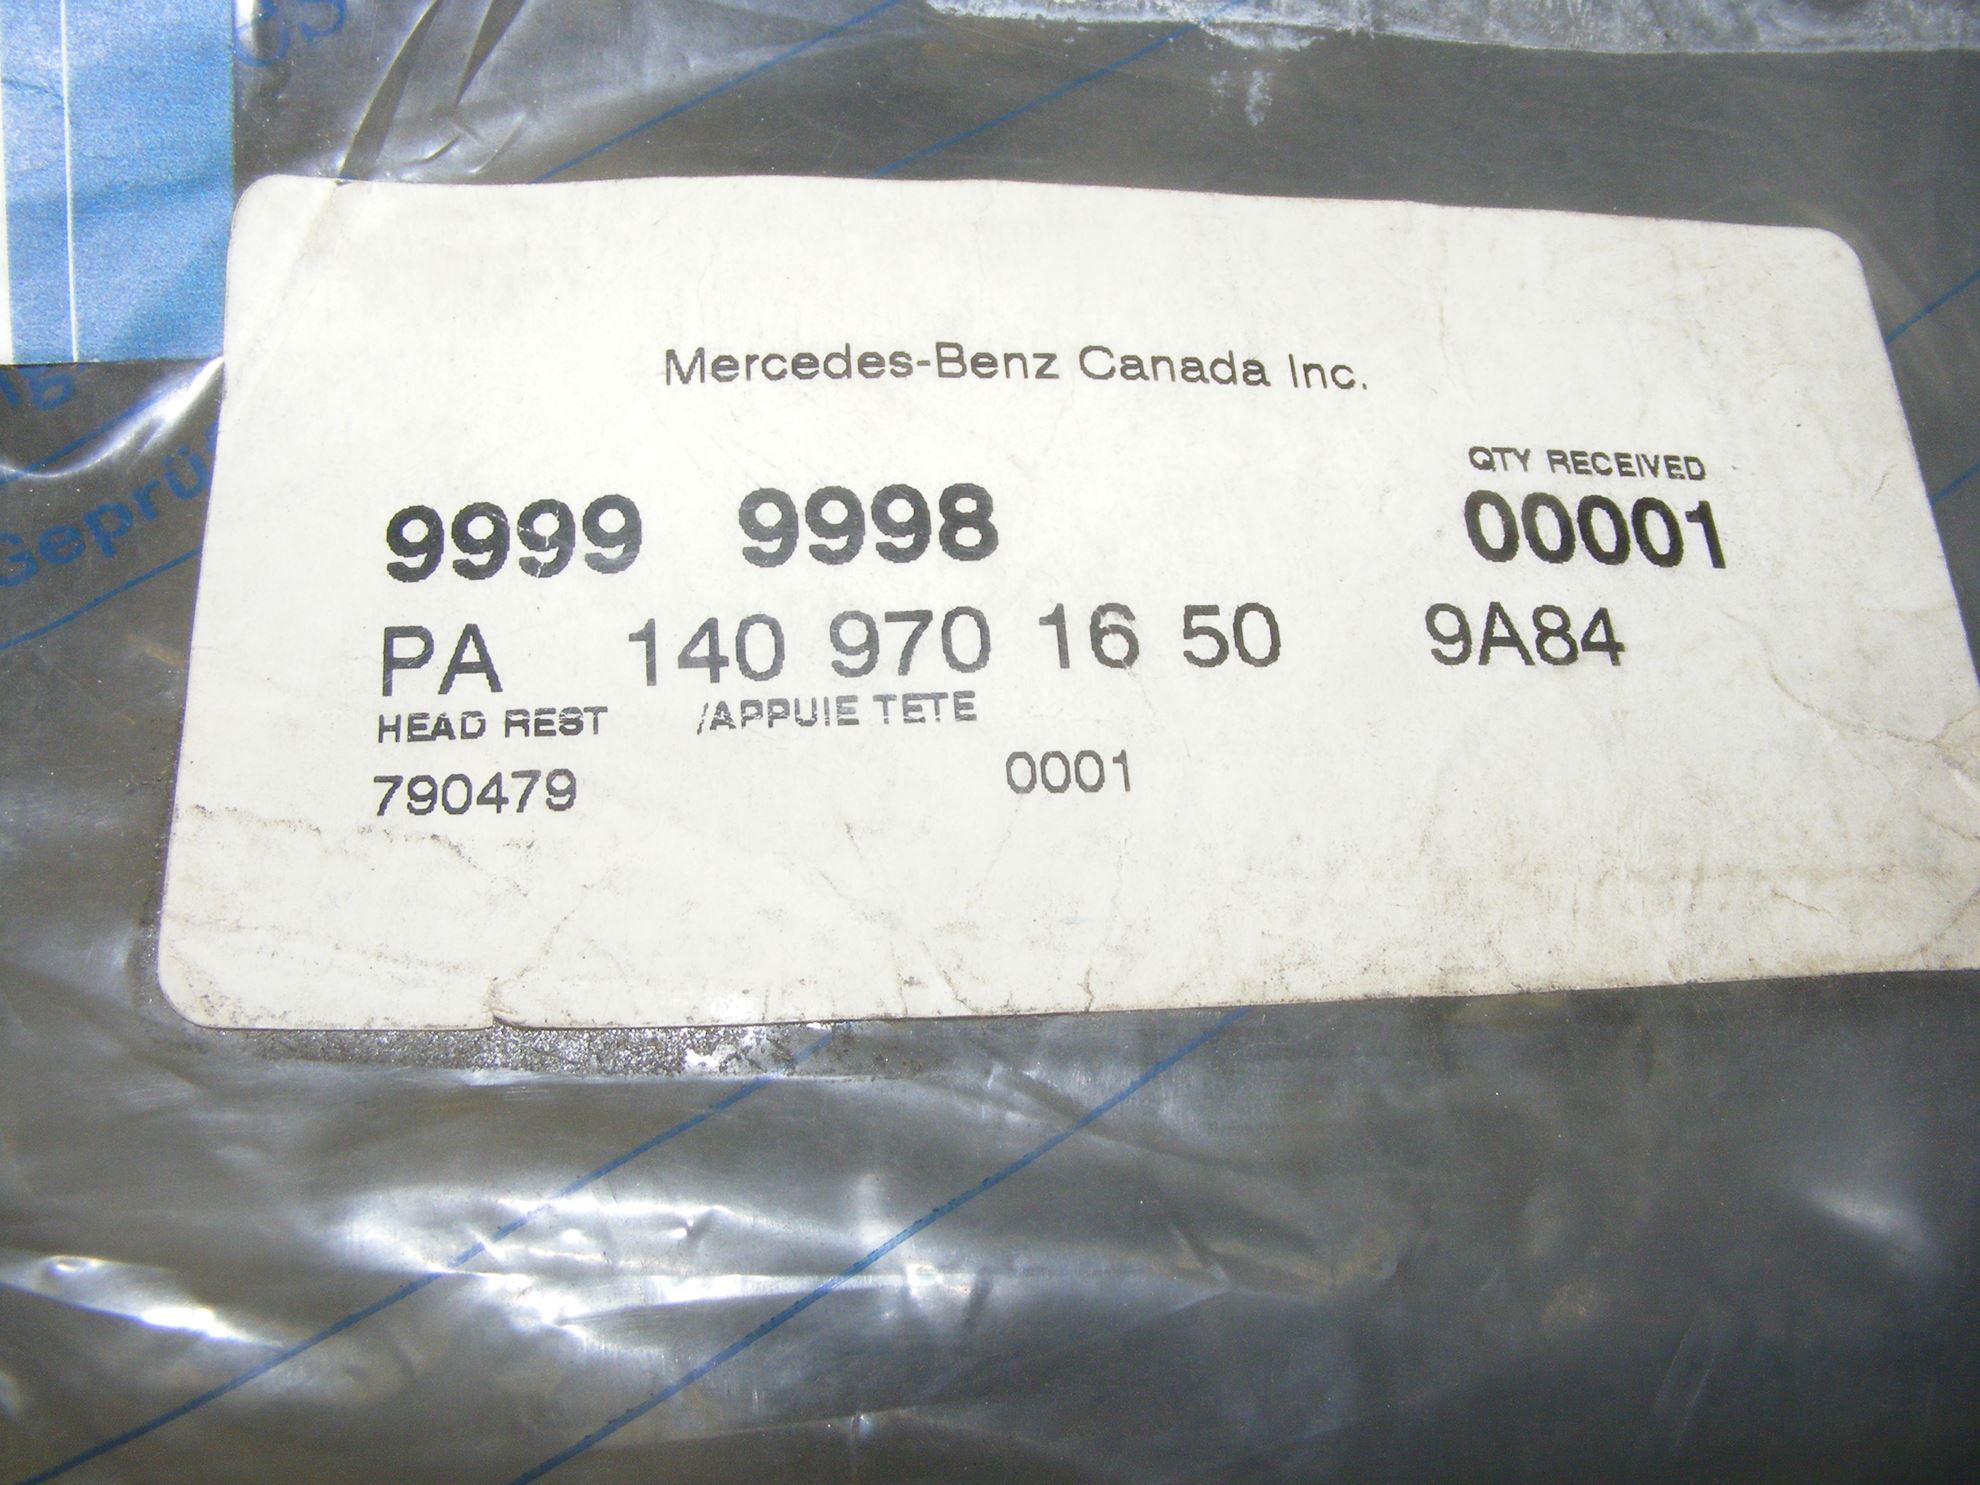 Mercedes-Benz Canada Inc.
QTY RECEIVED
9999 9998 00001
PA 140 970 16 50 9A84
HEAD REST /APPUIE TETE
790479 0001